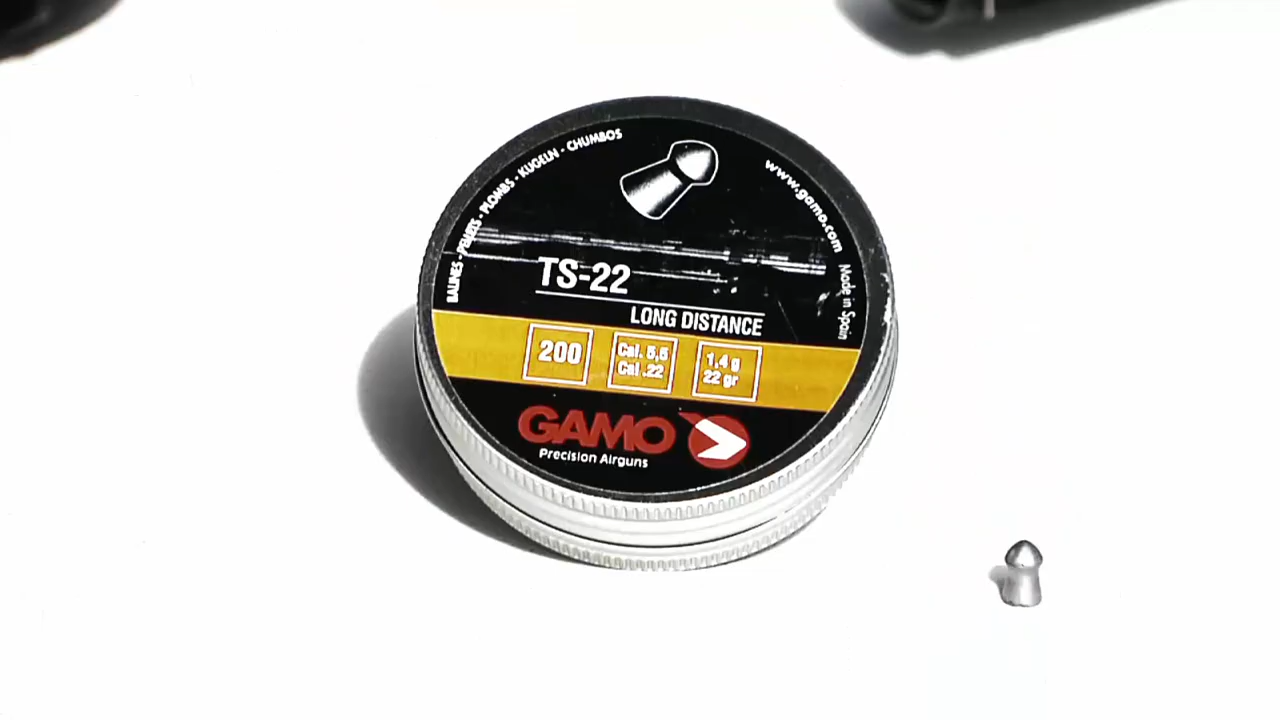 BALINES - PELLETS - PLOMBS - KUGELN - CHUMBOS
www.gamo.com
Made in Spain
TS-22
LONG DISTANCE
200
Cal. 5,5
Cal .22
1,4 g
22 gr
GAMO
Precision Airguns